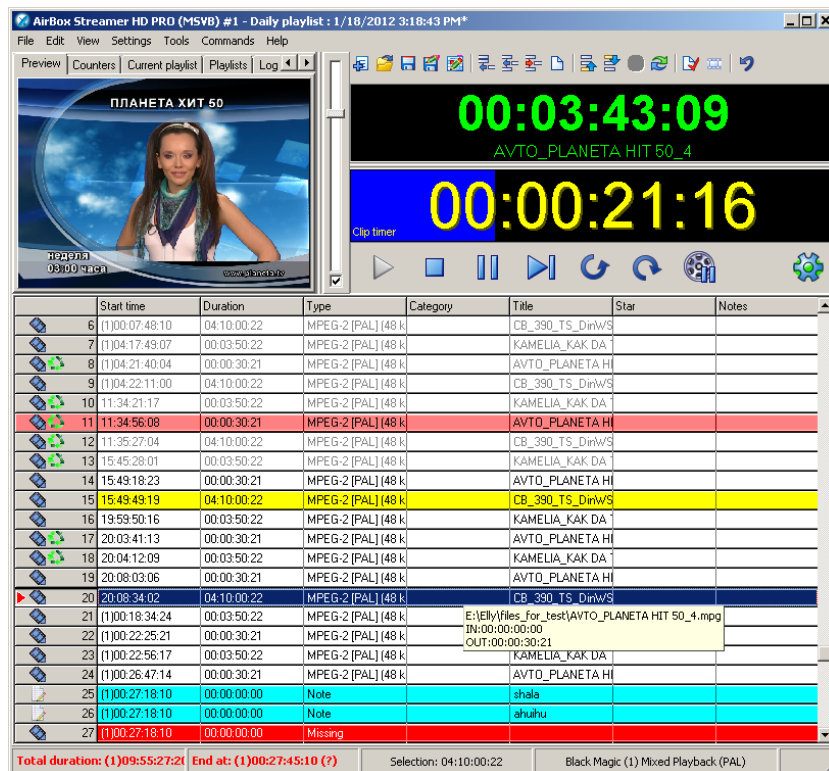 AirBox Streamer HD PRO (MSVB) #1 - Daily playlist : 1/18/2012 3:18:43 PM*
File Edit View Settings Tools Commands Help
Preview Counters Current playlist Playlists Log
ПЛАНЕТА ХИТ 50
неделя
03:00 часа
www.planeta.tv
00:03:43:09
AVTO_PLANETA HIT 50_4
00:00:21:16
Clip timer
Start time Duration Type Category Title Star Notes
6 (1)00:07:48:10 04:10:00:22 MPEG-2 [PAL] (48 k CB_390_TS_DinWS
7 (1)04:17:49:07 00:03:50:22 MPEG-2 [PAL] (48 k KAMELIA_KAK DA T
8 (1)04:21:40:04 00:00:30:21 MPEG-2 [PAL] (48 k AVTO_PLANETA HI
9 (1)04:22:11:00 04:10:00:22 MPEG-2 [PAL] (48 k CB_390_TS_DinWS
10 11:34:21:17 00:03:50:22 MPEG-2 [PAL] (48 k KAMELIA_KAK DA T
11 11:34:56:08 00:00:30:21 MPEG-2 [PAL] (48 k AVTO_PLANETA HI
12 11:35:27:04 04:10:00:22 MPEG-2 [PAL] (48 k CB_390_TS_DinWS
13 15:45:28:01 00:03:50:22 MPEG-2 [PAL] (48 k KAMELIA_KAK DA T
14 15:49:18:23 00:00:30:21 MPEG-2 [PAL] (48 k AVTO_PLANETA HI
15 15:49:49:19 04:10:00:22 MPEG-2 [PAL] (48 k CB_390_TS_DinWS
16 19:59:50:16 00:03:50:22 MPEG-2 [PAL] (48 k KAMELIA_KAK DA T
17 20:03:41:13 00:00:30:21 MPEG-2 [PAL] (48 k AVTO_PLANETA HI
18 20:04:12:09 00:03:50:22 MPEG-2 [PAL] (48 k KAMELIA_KAK DA T
19 20:08:03:06 00:00:30:21 MPEG-2 [PAL] (48 k AVTO_PLANETA HI
20 20:08:34:02 04:10:00:22 MPEG-2 [PAL] (48 k CB_390_TS_DinWS
21 (1)00:18:34:24 00:03:50:22 MPEG-2 [PAL] (48 k
22 (1)00:22:25:21 00:00:30:21 MPEG-2 [PAL] (48 k
E:\Elly\files_for_test\AVTO_PLANETA HIT 50_4.mpg
IN:00:00:00:00
OUT:00:00:30:21
23 (1)00:22:56:17 00:03:50:22 MPEG-2 [PAL] (48 k KAMELIA_KAK DA T
24 (1)00:26:47:14 00:00:30:21 MPEG-2 [PAL] (48 k AVTO_PLANETA HI
25 (1)00:27:18:10 00:00:00:00 Note shala
26 (1)00:27:18:10 00:00:00:00 Note ahuihu
27 (1)00:27:18:10 00:00:00:00 Missing
Total duration: (1)09:55:27:20 End at: (1)00:27:45:10 (?) Selection: 04:10:00:22 Black Magic (1) Mixed Playback (PAL)